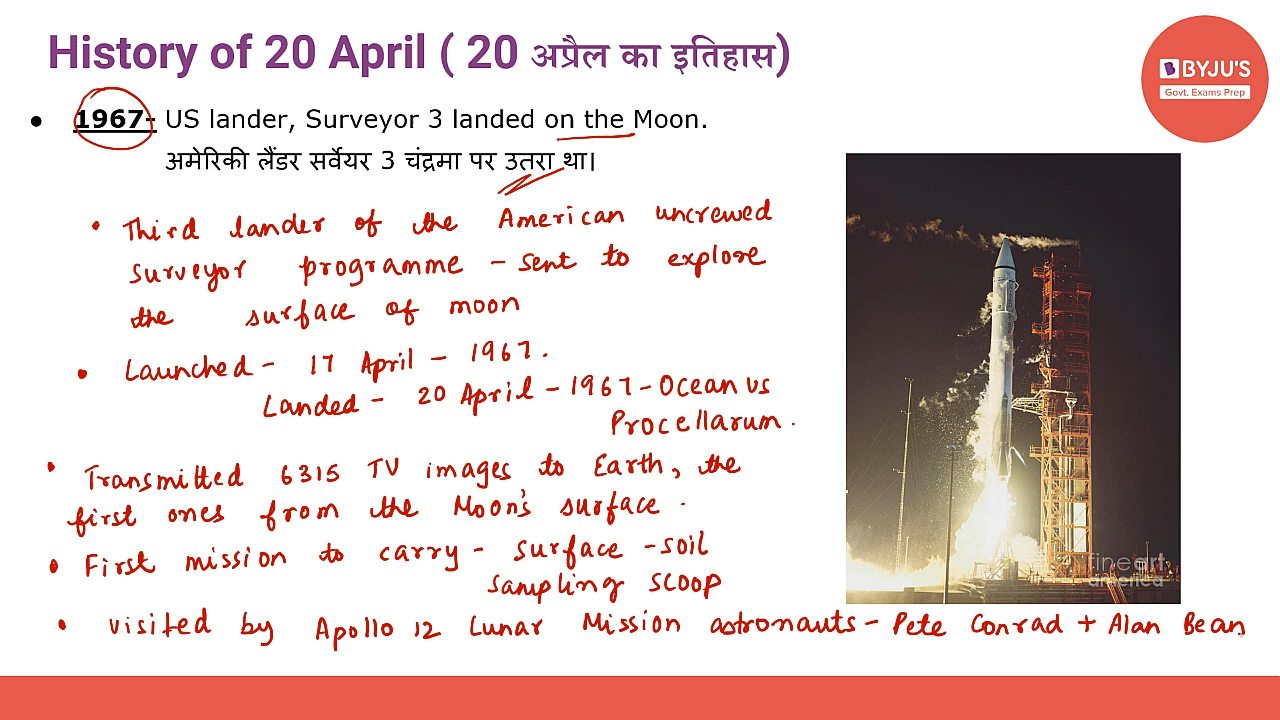 History of 20 April ( 20 अप्रैल का इतिहास)
BYJU'S
Govt. Exams Prep
● 1967- US lander, Surveyor 3 landed on the Moon.
अमेरिकी लैंडर सर्वेयर 3 चंद्रमा पर उतरा था।
• Third lander of the American uncrewed
surveyor programme - sent to explore
the surface of moon
• Launched - 17 April - 1967.
Landed - 20 April - 1967 - Oceanus
Procellarum.
• Transmitted 6315 TV images to Earth, the
first ones from the Moon's surface.
• First mission to carry - surface - soil
sampling scoop
• visited by Apollo 12 Lunar Mission astronauts - Pete Conrad + Alan Bean
fineart
america